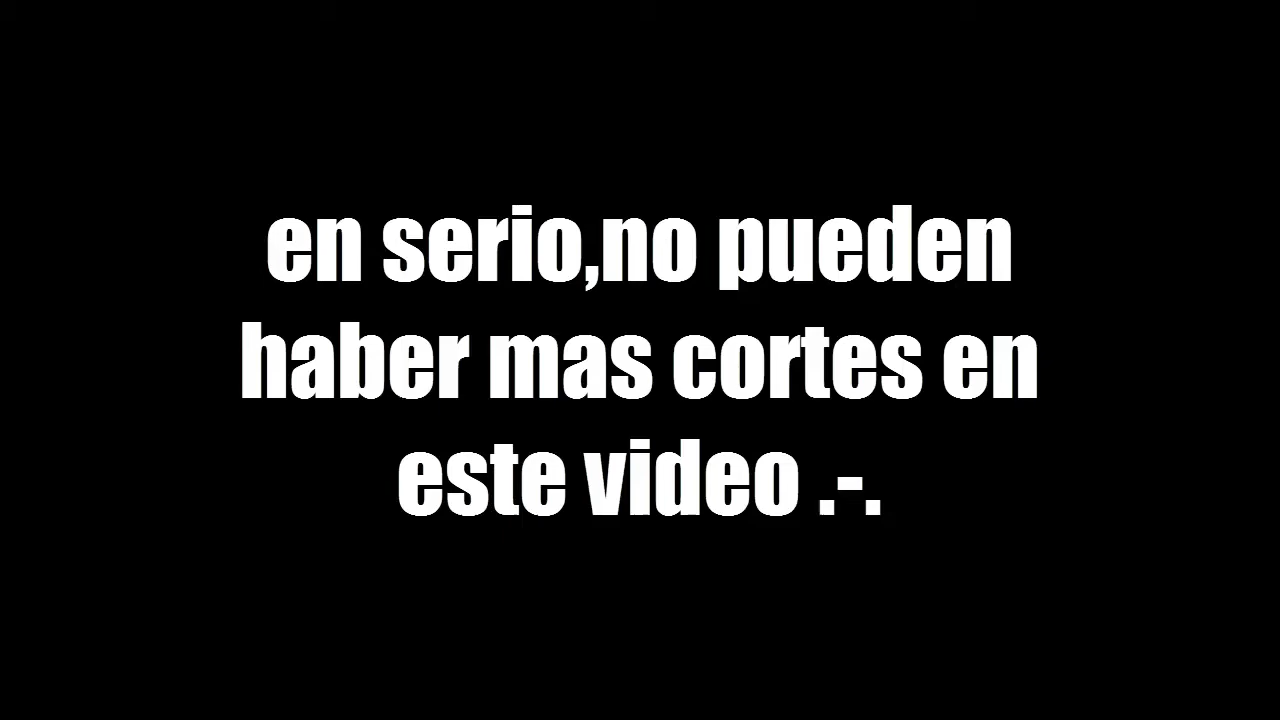 en serio,no pueden
haber mas cortes en
este video .-.